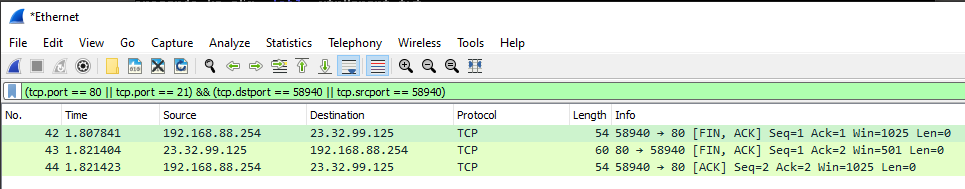 *Ethernet
File Edit View Go Capture Analyze Statistics Telephony Wireless Tools Help
(tcp.port == 80 || tcp.port == 21) && (tcp.dstport == 58940 || tcp.srcport == 58940)
No. Time Source Destination Protocol Length Info
42 1.807841 192.168.88.254 23.32.99.125 TCP 54 58940 → 80 [FIN, ACK] Seq=1 Ack=1 Win=1025 Len=0
43 1.821404 23.32.99.125 192.168.88.254 TCP 60 80 → 58940 [FIN, ACK] Seq=1 Ack=2 Win=501 Len=0
44 1.821423 192.168.88.254 23.32.99.125 TCP 54 58940 → 80 [ACK] Seq=2 Ack=2 Win=1025 Len=0